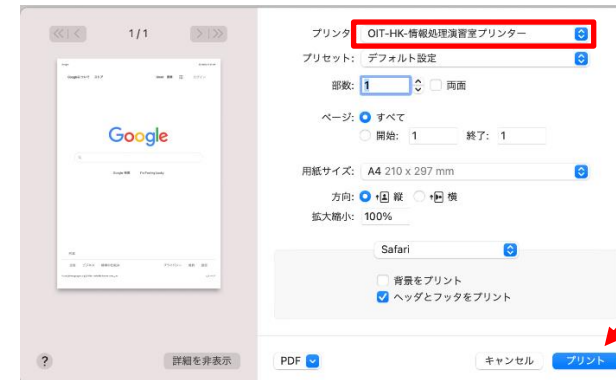 1/1
プリンタ: OIT-HK-情報処理演習室プリンター
プリセット: デフォルト設定
部数: 1 両面
ページ: すべて
開始: 1 終了: 1
用紙サイズ: A4 210 x 297 mm
方向: 縦 横
拡大縮小: 100%
Safari
背景をプリント
ヘッダとフッタをプリント
Google
? 詳細を非表示 PDF キャンセル プリント